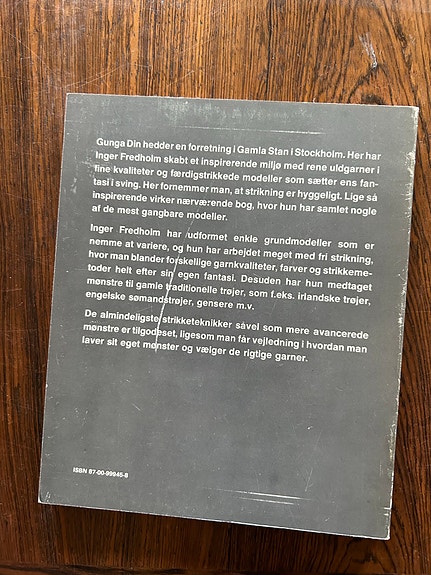 Gunga Din hedder en forretning i Gamla Stan i Stockholm. Her har
Inger Fredholm skabt et inspirerende miljø med rene uldgarner i
fine kvaliteter og færdigstrikkede modeller som sætter ens fan-
tasi i sving. Her fornemmer man, at strikning er hyggeligt. Lige så
inspirerende virker nærværende bog, hvor hun har samlet nogle
af de mest gangbare modeller.
Inger Fredholm har udformet enkle grundmodeller som er
nemme at variere, og hun har arbejdet meget med fri strikning,
hvor man blander forskellige garnkvaliteter, farver og strikkeme-
toder helt efter sin egen fantasi. Desuden har hun medtaget
mønstre til gamle traditionelle trøjer, som f.eks. irlandske trøjer,
engelske sømandstrøjer, gensere m.v.
De almindeligste strikketeknikker såvel som mere avancerede
mønstre er tilgodeset, ligesom man får vejledning i hvordan man
laver sit eget mønster og vælger de rigtige garner.
ISBN 87-00-99945-8